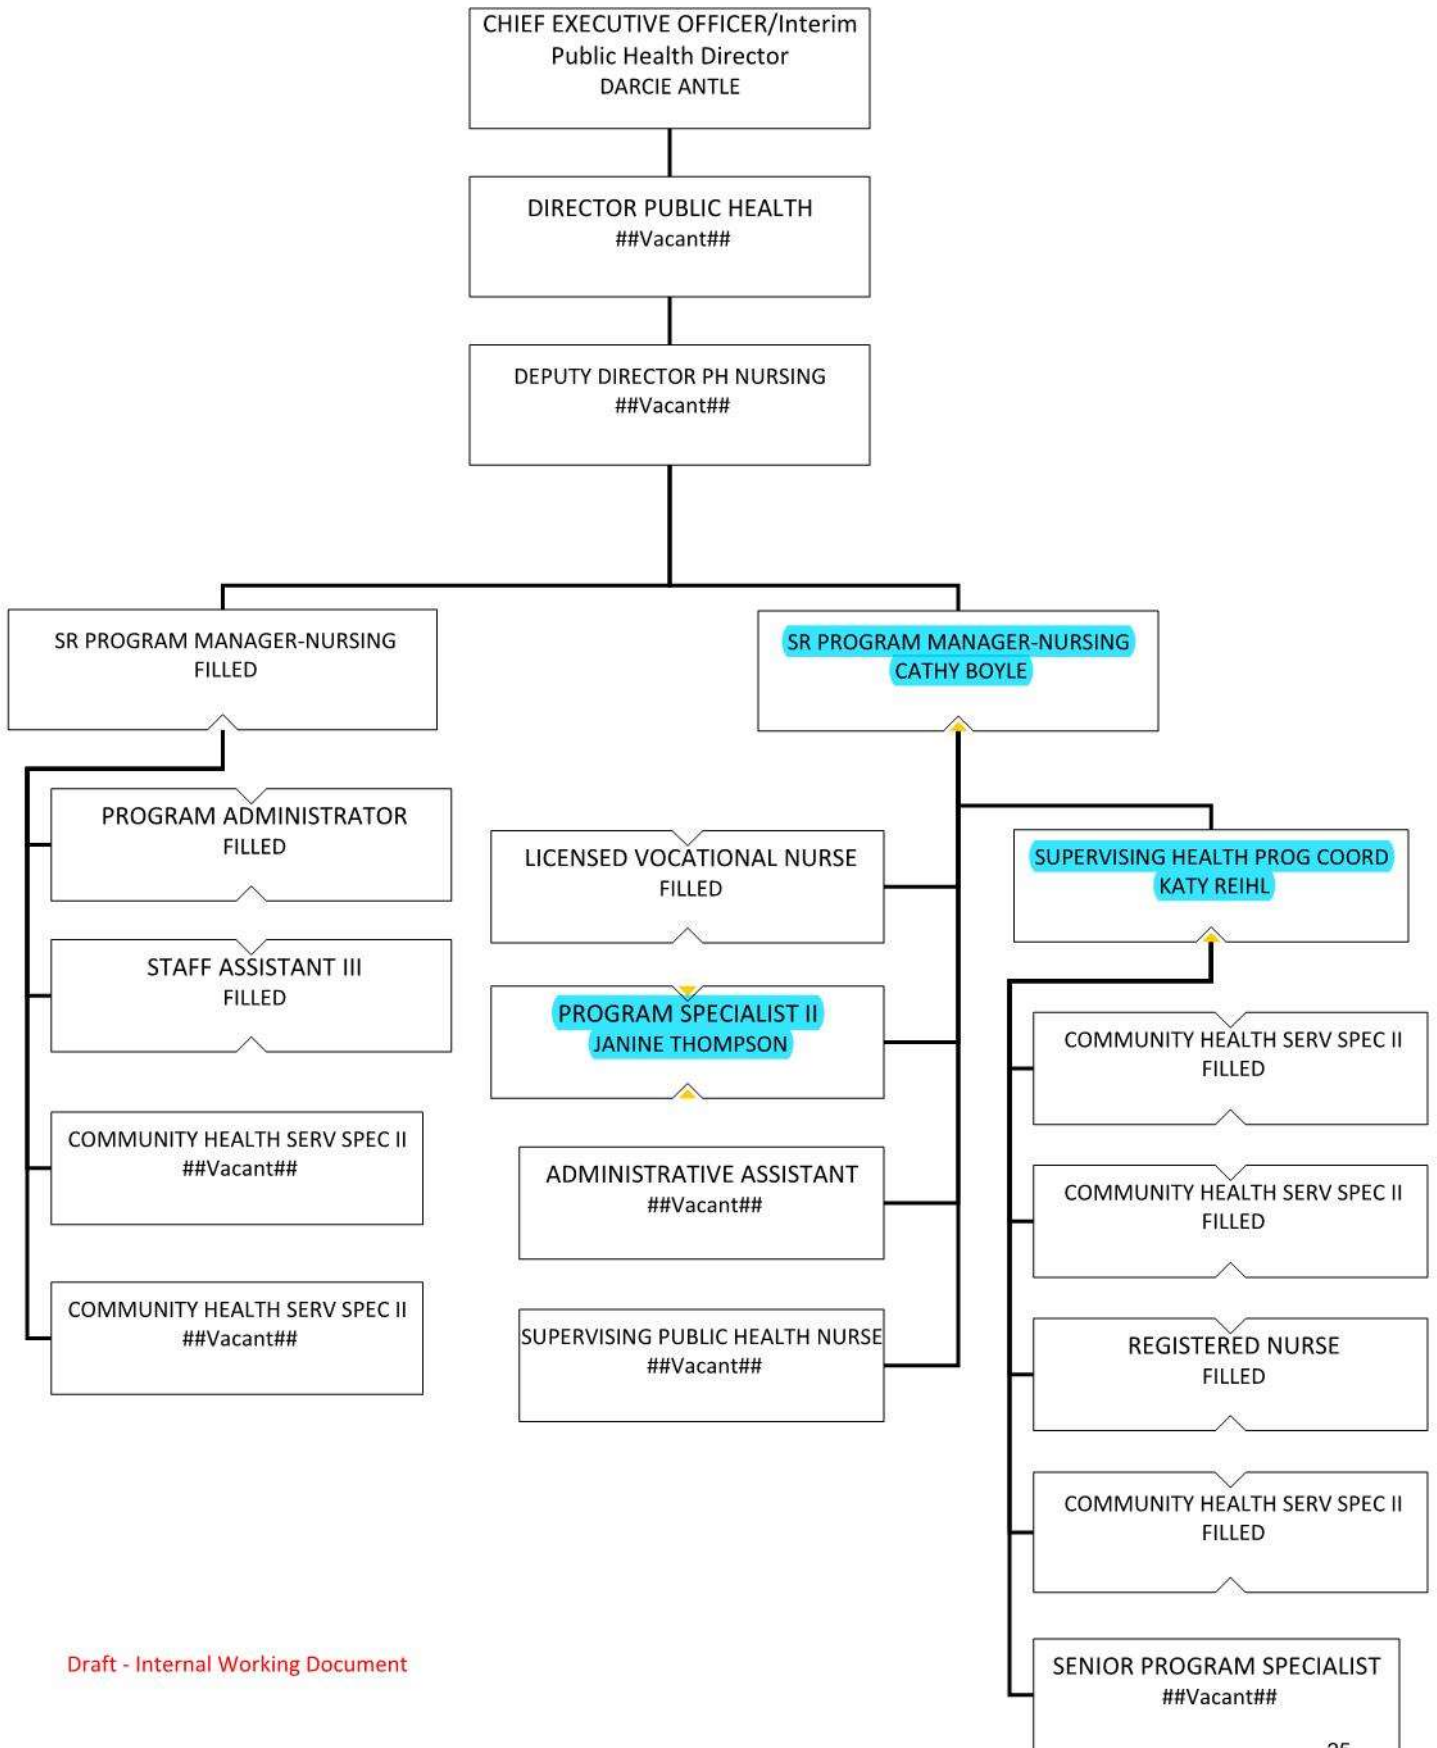 CHIEF EXECUTIVE OFFICER/Interim
Public Health Director
DARCIE ANTLE
DIRECTOR PUBLIC HEALTH
##Vacant##
DEPUTY DIRECTOR PH NURSING
##Vacant##
SR PROGRAM MANAGER-NURSING
FILLED
SR PROGRAM MANAGER-NURSING
CATHY BOYLE
PROGRAM ADMINISTRATOR
FILLED
STAFF ASSISTANT III
FILLED
COMMUNITY HEALTH SERV SPEC II
##Vacant##
COMMUNITY HEALTH SERV SPEC II
##Vacant##
LICENSED VOCATIONAL NURSE
FILLED
PROGRAM SPECIALIST II
JANINE THOMPSON
ADMINISTRATIVE ASSISTANT
##Vacant##
SUPERVISING PUBLIC HEALTH NURSE
##Vacant##
SUPERVISING HEALTH PROG COORD
KATY REIHL
COMMUNITY HEALTH SERV SPEC II
FILLED
COMMUNITY HEALTH SERV SPEC II
FILLED
REGISTERED NURSE
FILLED
COMMUNITY HEALTH SERV SPEC II
FILLED
SENIOR PROGRAM SPECIALIST
##Vacant##
Draft - Internal Working Document